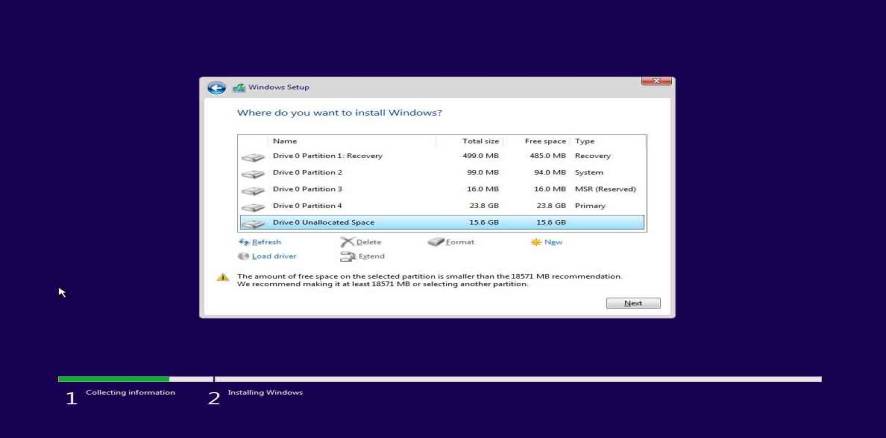 Windows Setup
Where do you want to install Windows?
Name Total size Free space Type
Drive 0 Partition 1: Recovery 499.0 MB 485.0 MB Recovery
Drive 0 Partition 2 99.0 MB 94.0 MB System
Drive 0 Partition 3 16.0 MB 16.0 MB MSR (Reserved)
Drive 0 Partition 4 23.8 GB 23.8 GB Primary
Drive 0 Unallocated Space 15.6 GB 15.6 GB
Refresh Delete Format New
Load driver Extend
The amount of free space on the selected partition is smaller than the 18571 MB recommendation.
We recommend making it at least 18571 MB or selecting another partition.
Next
1 Collecting information 2 Installing Windows